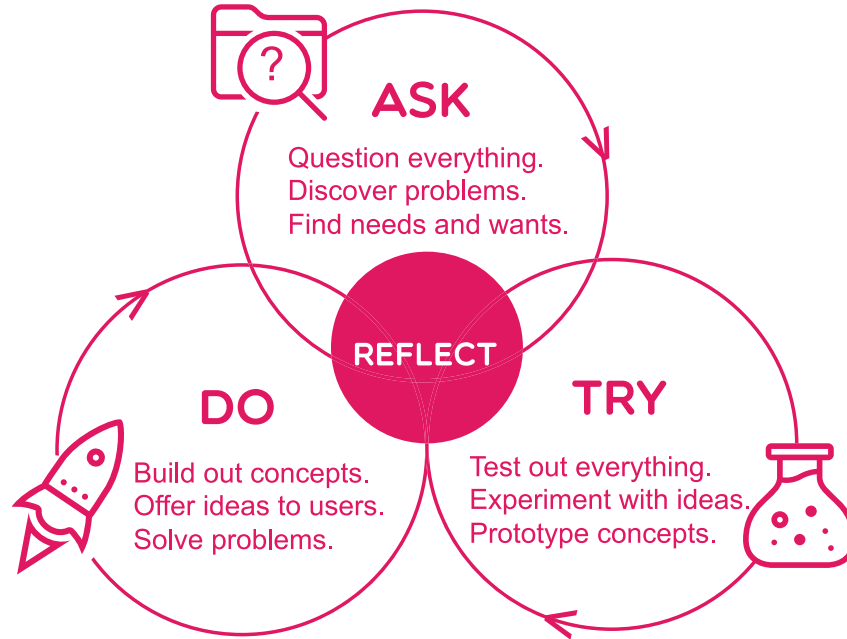 ?
ASK
Question everything.
Discover problems.
Find needs and wants.
REFLECT
DO
Build out concepts.
Offer ideas to users.
Solve problems.
TRY
Test out everything.
Experiment with ideas.
Prototype concepts.